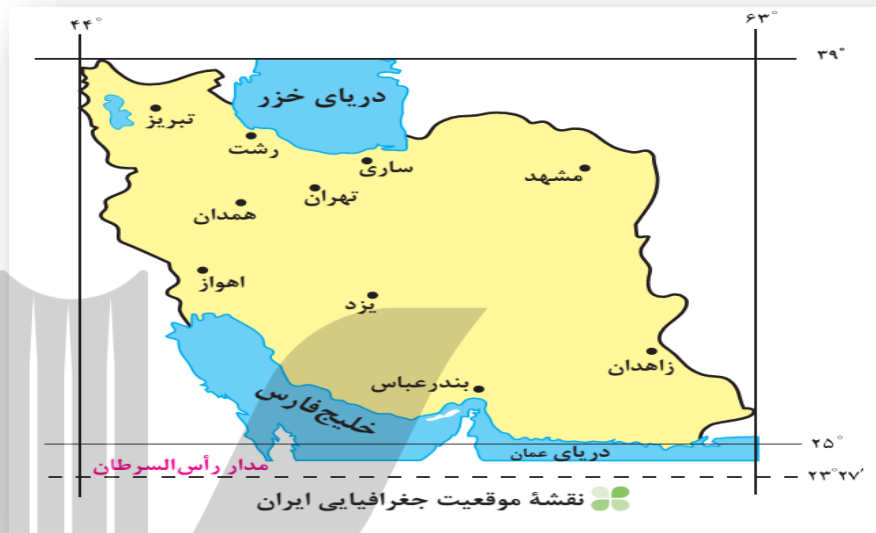 ۴۴°
۶۳°
۳۹°
دریای خزر
تبریز
رشت
ساری
مشهد
تهران
همدان
اهواز
یزد
زاهدان
بندرعباس
خلیج‌فارس
دریای عمان
۲۵°
مدار رأس‌السرطان
۲۳°۲۷′
نقشهٔ موقعیت جغرافیایی ایران